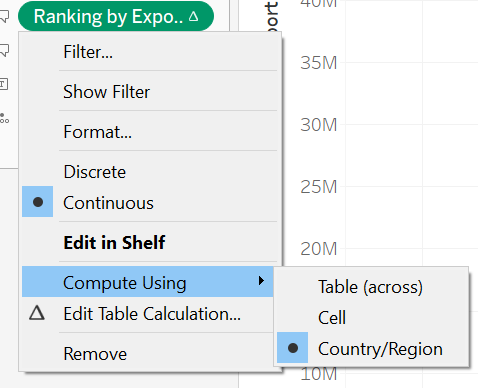 Ranking by Expo.. Δ
40M
port
Filter...
35M
Show Filter
Format...
30M
Discrete
Continuous
25M
Edit in Shelf
20M
Compute Using
Table (across)
Edit Table Calculation...
Cell
Remove
Country/Region
10M
T